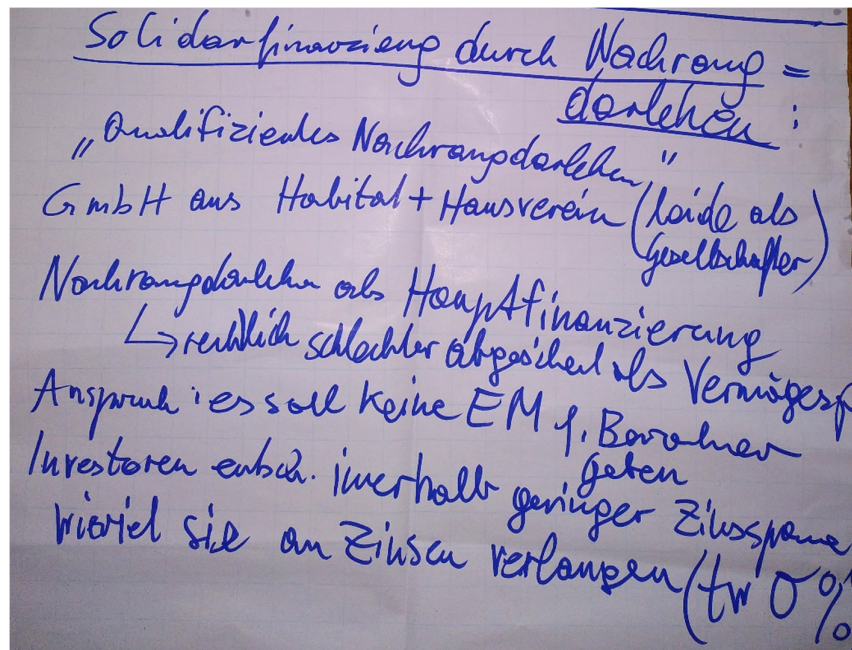 Solidarfinanzieng durch Nachrang=
darlehen:
„Qualifiziertes Nachrangdarlehen"
GmbH aus Habitat + Hausverein (beide als
Gesellschafter)
Nachrangdarlehen als Hauptfinanzierung
↳ rechtlich schlechter abgesichert als Vermögesp
Anspruch: es soll keine EM f. Bewohner
geben
Investoren entsch. innerhalb geringer Zinsspanne
wieviel sie an Zinsen verlangen (tw 0%